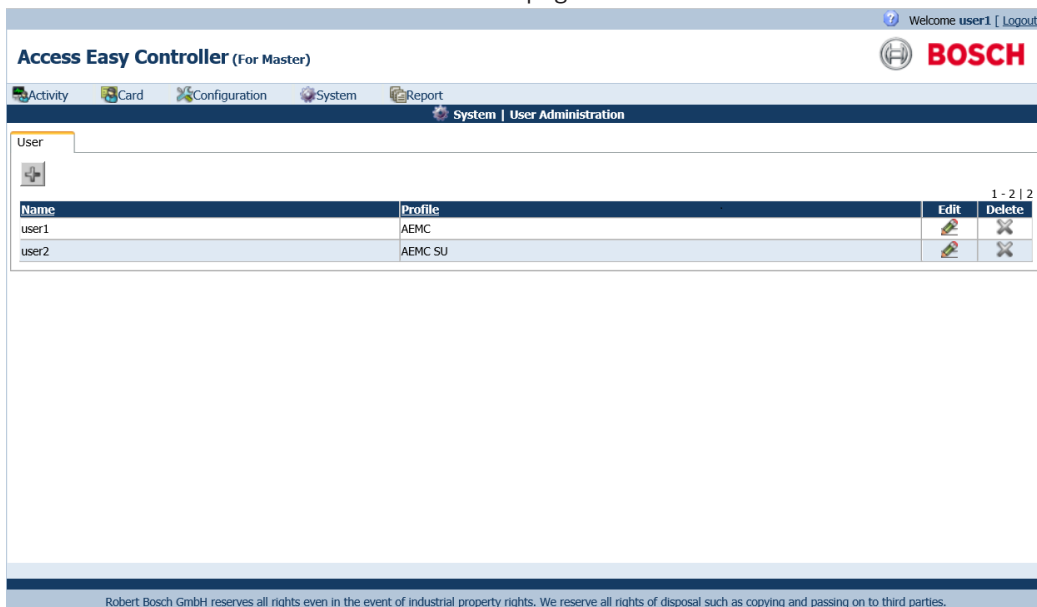 page
Welcome user1 [ Logout
Access Easy Controller (For Master)
BOSCH
Activity Card Configuration System Report
System | User Administration
User
1 - 2 | 2
Name Profile Edit Delete
user1 AEMC
user2 AEMC SU
Robert Bosch GmbH reserves all rights even in the event of industrial property rights. We reserve all rights of disposal such as copying and passing on to third parties.